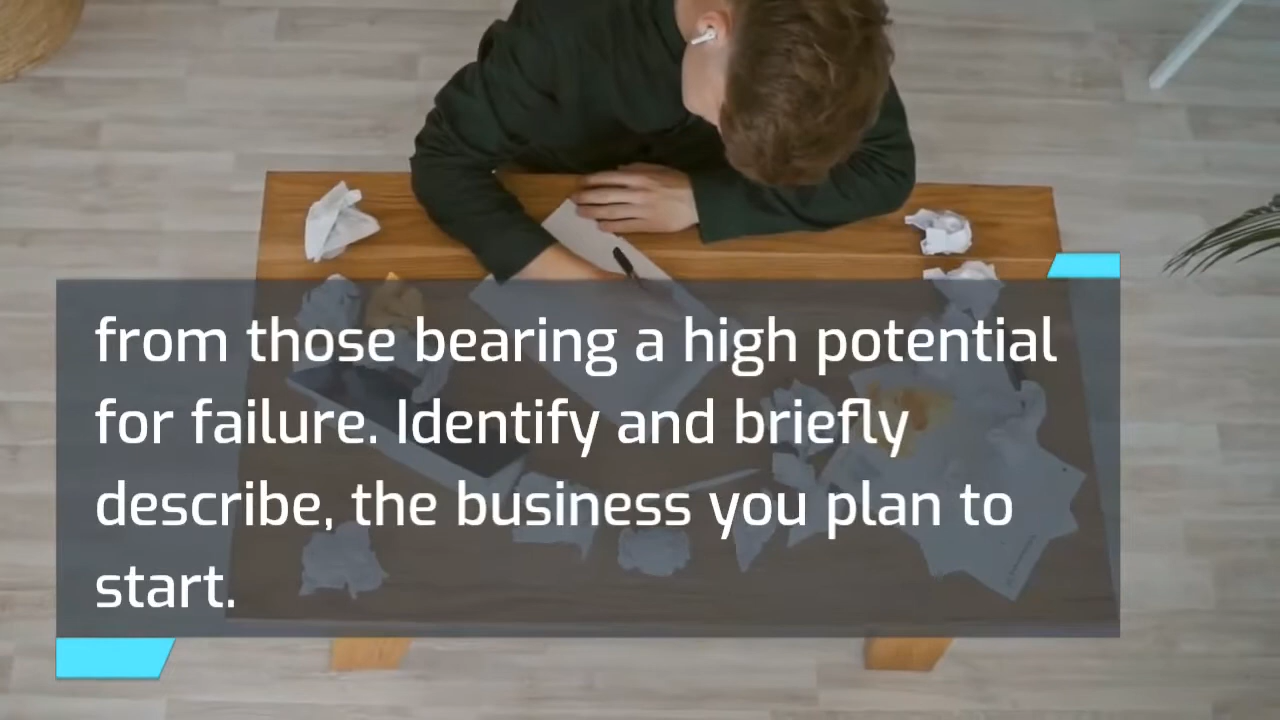 from those bearing a high potential
for failure. Identify and briefly
describe, the business you plan to
start.